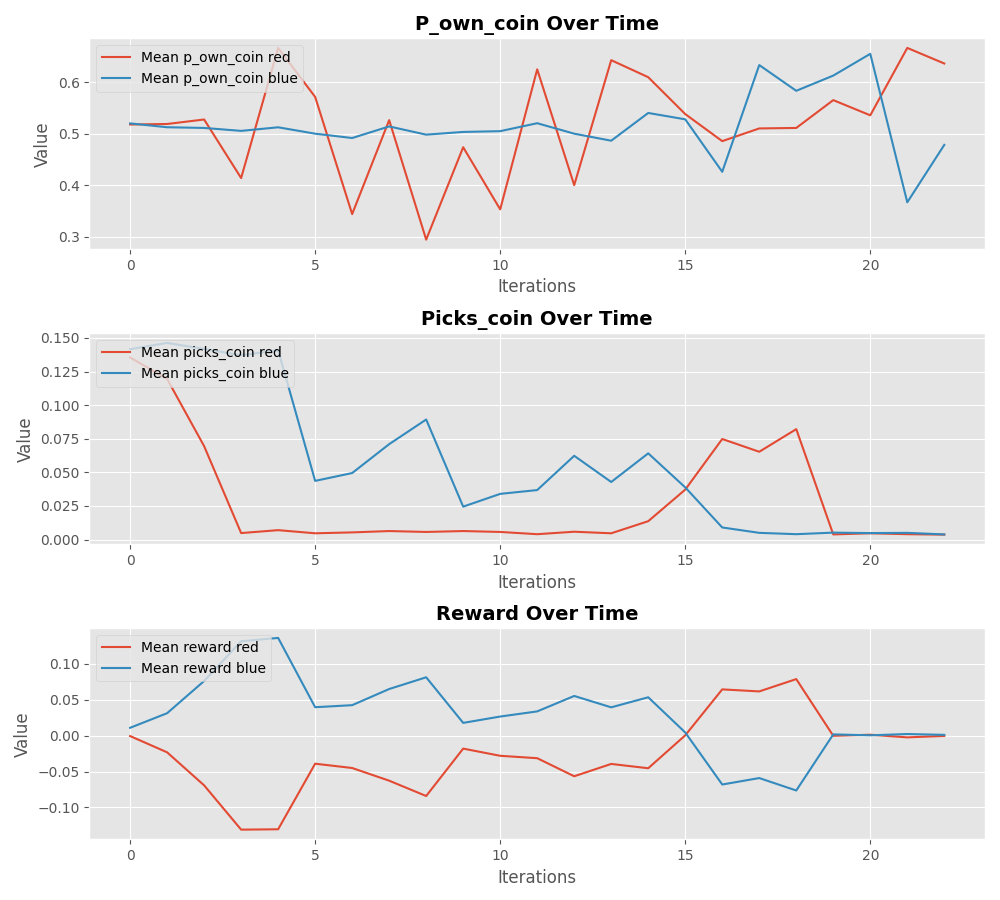 P_own_coin Over Time
Mean p_own_coin red
Mean p_own_coin blue
Value
0.6
0.5
0.4
0.3
0 5 10 15 20
Iterations
Picks_coin Over Time
Mean picks_coin red
Mean picks_coin blue
Value
0.150
0.125
0.100
0.075
0.050
0.025
0.000
0 5 10 15 20
Iterations
Reward Over Time
Mean reward red
Mean reward blue
Value
0.10
0.05
0.00
−0.05
−0.10
0 5 10 15 20
Iterations